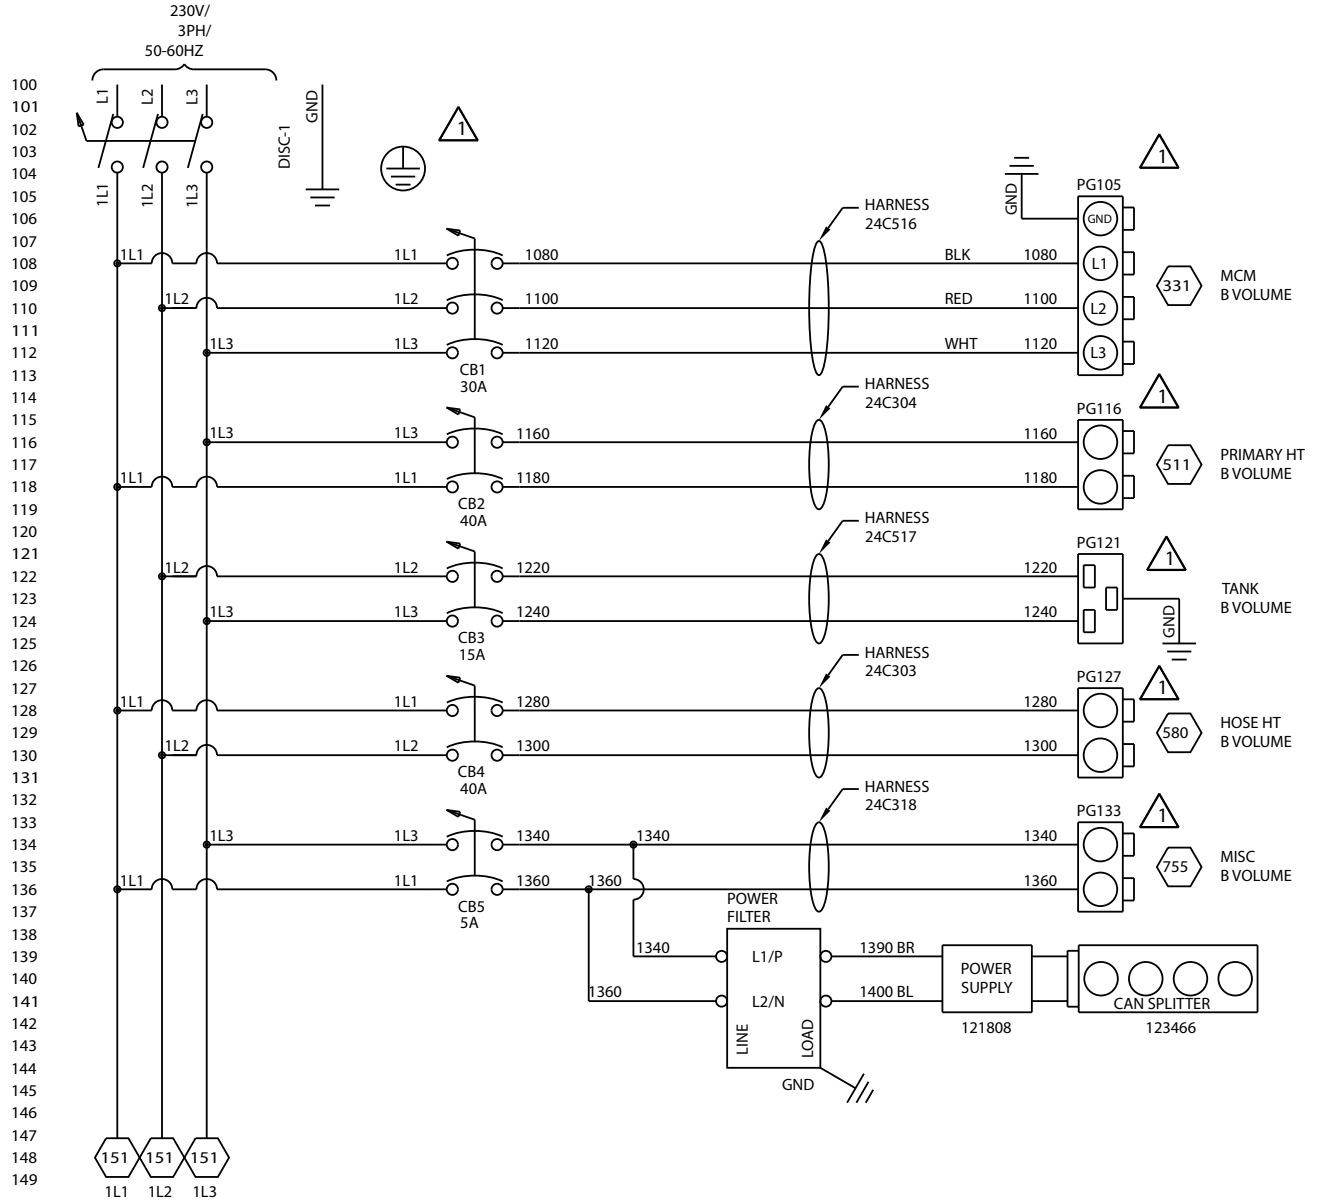 230V/
3PH/
50-60HZ
100
101
102
103
104
105
106
107
108
109
110
111
112
113
114
115
116
117
118
119
120
121
122
123
124
125
126
127
128
129
130
131
132
133
134
135
136
137
138
139
140
141
142
143
144
145
146
147
148
149
L1
L2
L3
DISC-1
GND
1
1L1
1L2
1L3
1
GND
PG105
GND
HARNESS
24C516
1L1
1L1
1080
BLK
1080
L1
1L2
1L2
1100
RED
1100
L2
331
MCM
B VOLUME
1L3
1L3
1120
WHT
1120
L3
CB1
30A
HARNESS
24C304
1
PG116
1L3
1L3
1160
1160
1L1
1L1
1180
1180
511
PRIMARY HT
B VOLUME
CB2
40A
HARNESS
24C517
PG121
1
1L2
1L2
1220
1220
1L3
1L3
1240
1240
GND
TANK
B VOLUME
CB3
15A
HARNESS
24C303
PG127
1
1L1
1L1
1280
1280
1L2
1L2
1300
1300
580
HOSE HT
B VOLUME
CB4
40A
HARNESS
24C318
PG133
1
1L3
1L3
1340
1340
1340
1L1
1L1
1360
1360
1360
755
MISC
B VOLUME
CB5
5A
POWER
FILTER
1340
L1/P
1390 BR
1360
L2/N
1400 BL
LINE
LOAD
GND
POWER
SUPPLY
121808
CAN SPLITTER
123466
151
151
151
1L1
1L2
1L3